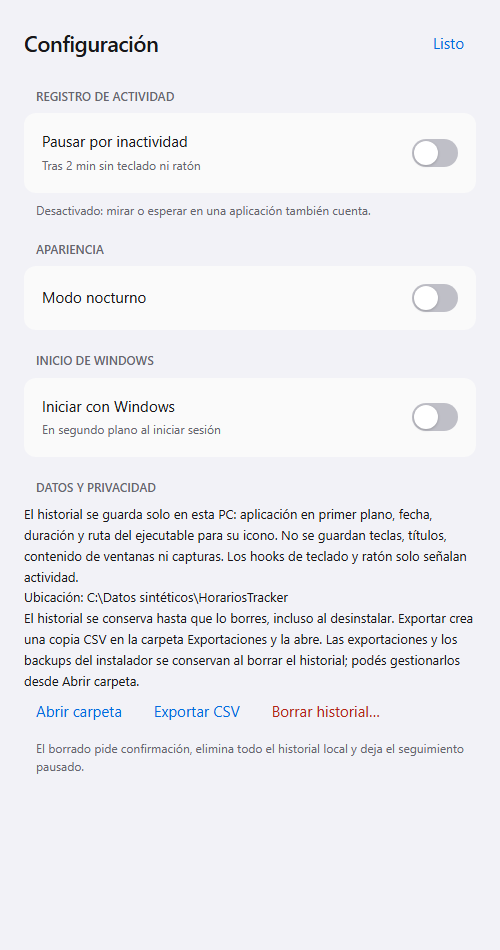 Configuración
Listo
REGISTRO DE ACTIVIDAD
Pausar por inactividad
Tras 2 min sin teclado ni ratón
Desactivado: mirar o esperar en una aplicación también cuenta.
APARIENCIA
Modo nocturno
INICIO DE WINDOWS
Iniciar con Windows
En segundo plano al iniciar sesión
DATOS Y PRIVACIDAD
El historial se guarda solo en esta PC: aplicación en primer plano, fecha,
duración y ruta del ejecutable para su icono. No se guardan teclas, títulos,
contenido de ventanas ni capturas. Los hooks de teclado y ratón solo señalan
actividad.
Ubicación: C:\Datos sintéticos\HorariosTracker
El historial se conserva hasta que lo borres, incluso al desinstalar. Exportar crea
una copia CSV en la carpeta Exportaciones y la abre. Las exportaciones y los
backups del instalador se conservan al borrar el historial; podés gestionarlos
desde Abrir carpeta.
Abrir carpeta
Exportar CSV
Borrar historial...
El borrado pide confirmación, elimina todo el historial local y deja el seguimiento
pausado.